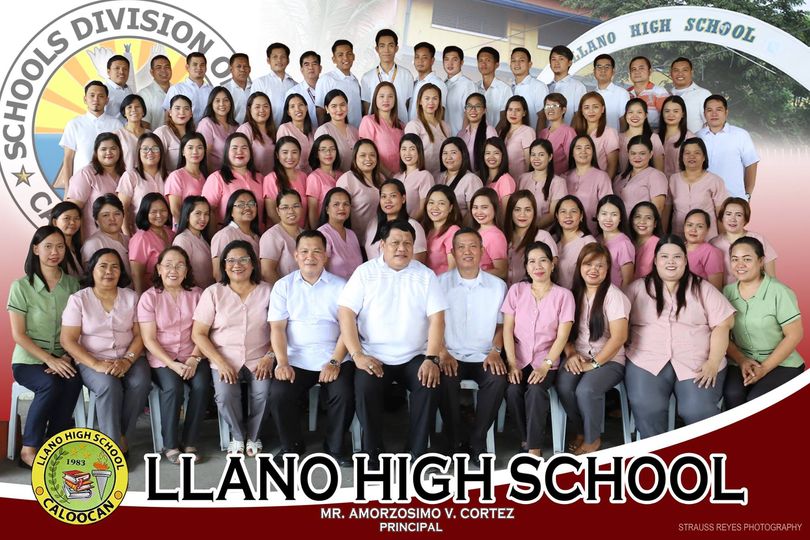 SCHOOLS DIVISION O
LLANO HIGH SCHOOL
LLANO HIGH SCHOOL
1983
CALOOCAN
LLANO HIGH SCHOOL
MR. AMORZOSIMO V. CORTEZ
PRINCIPAL
STRAUSS REYES PHOTOGRAPHY